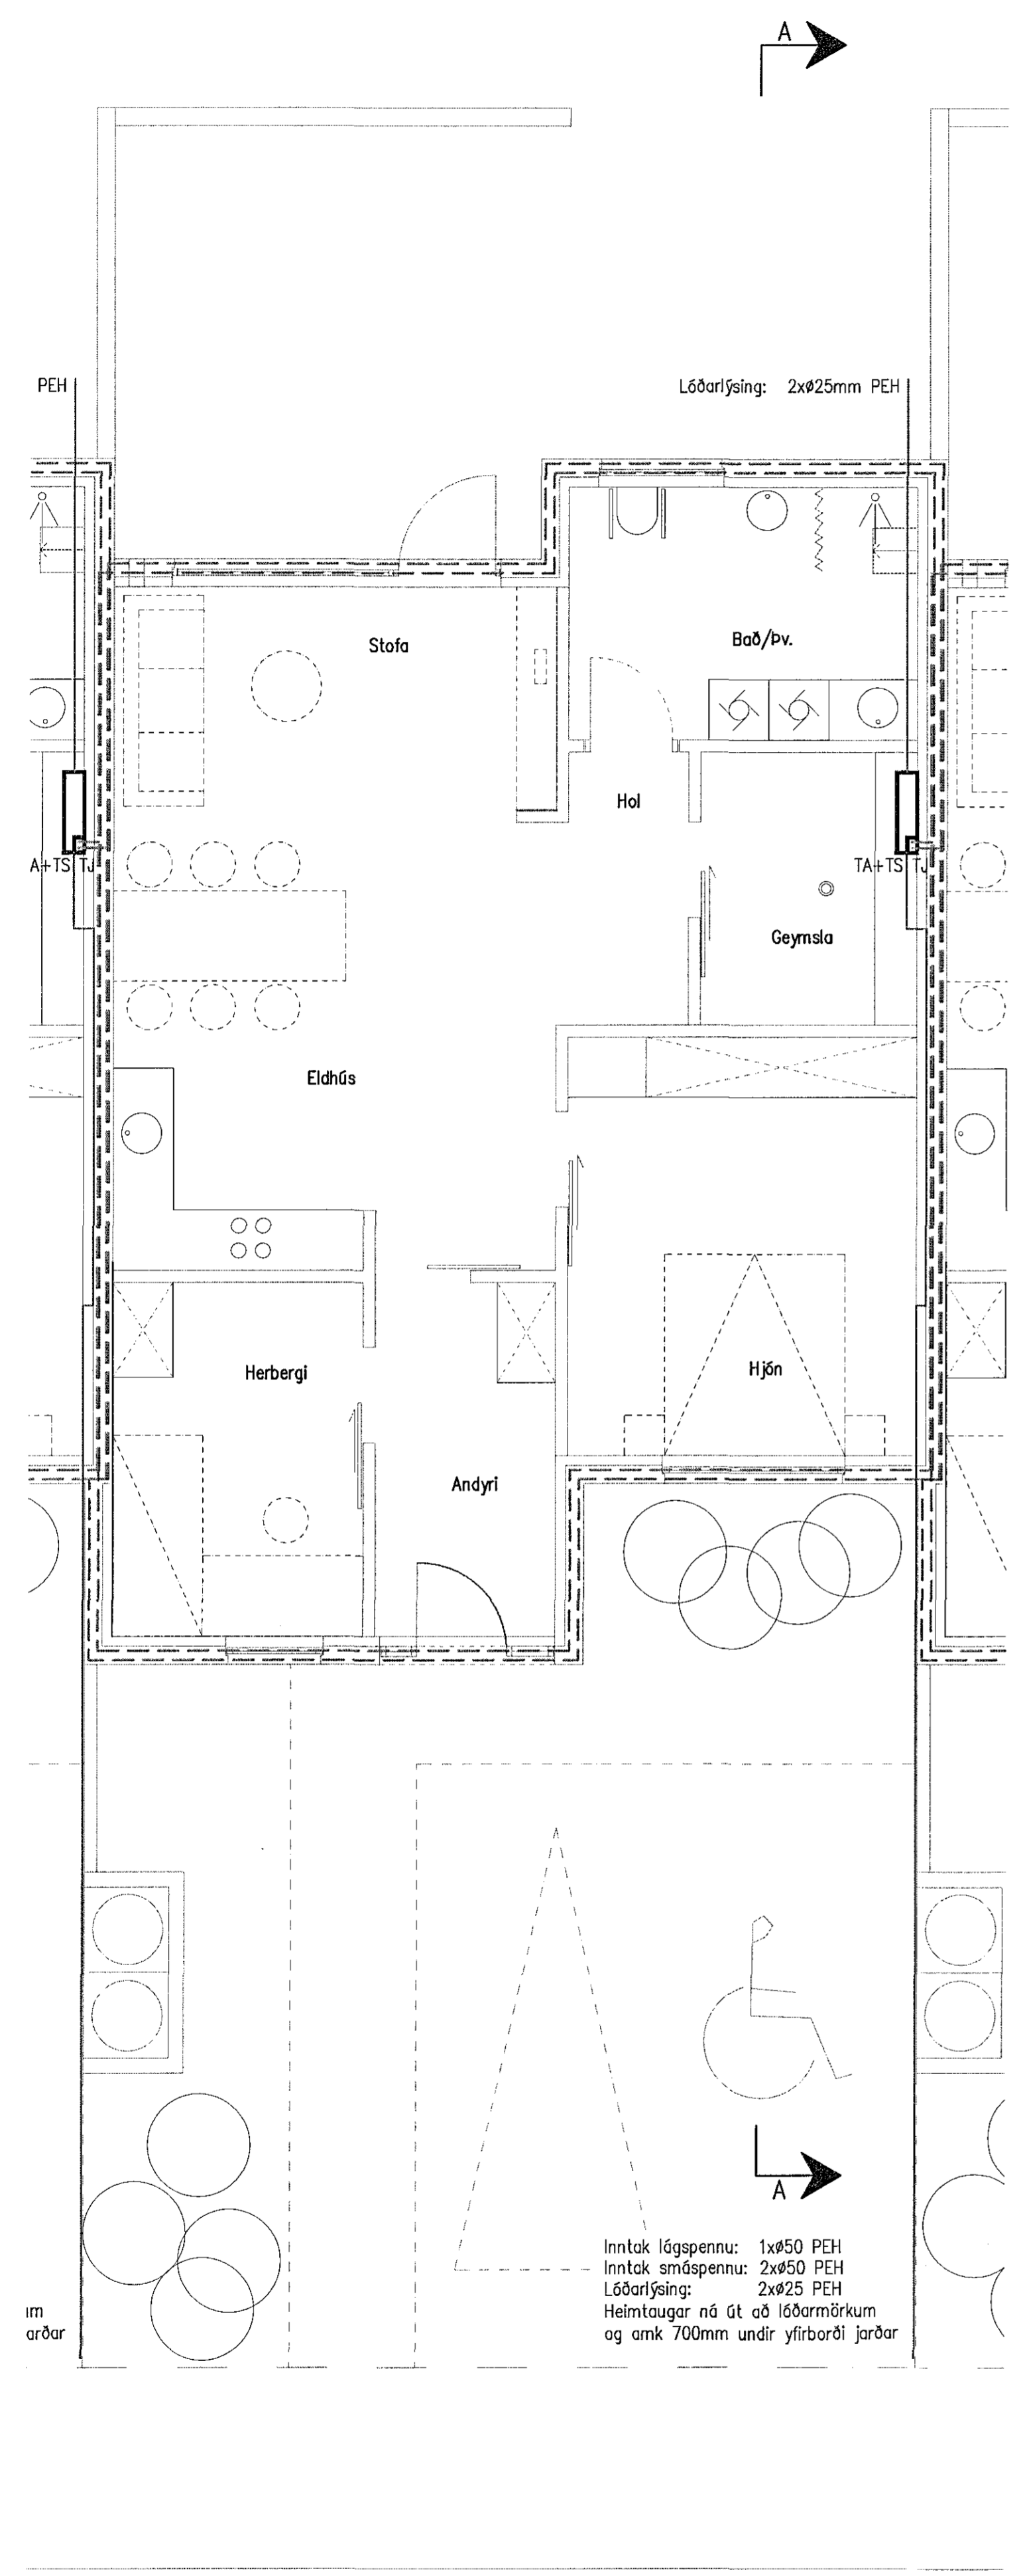 A
PEH
Lóðarlýsing: 2xø25mm PEH
Stofa
Bað/Þv.
Hol
A+TS TJ
TA+TS TJ
Geymsla
Eldhús
Herbergi
Hjón
Andyri
A
Inntak lágspennu: 1xø50 PEH
Inntak smáspennu: 2xø50 PEH
Lóðarlýsing: 2xø25 PEH
Heimtaugar ná út að lóðarmörkum
og amk 700mm undir yfirborði jarðar
um
arðar